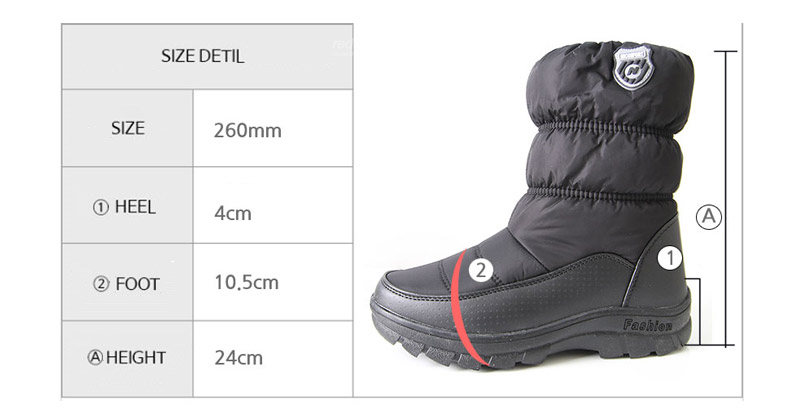 SIZE DETIL
SIZE 260mm
① HEEL 4cm
② FOOT 10.5cm
Ⓐ HEIGHT 24cm
Ⓐ
①
②
Fashion